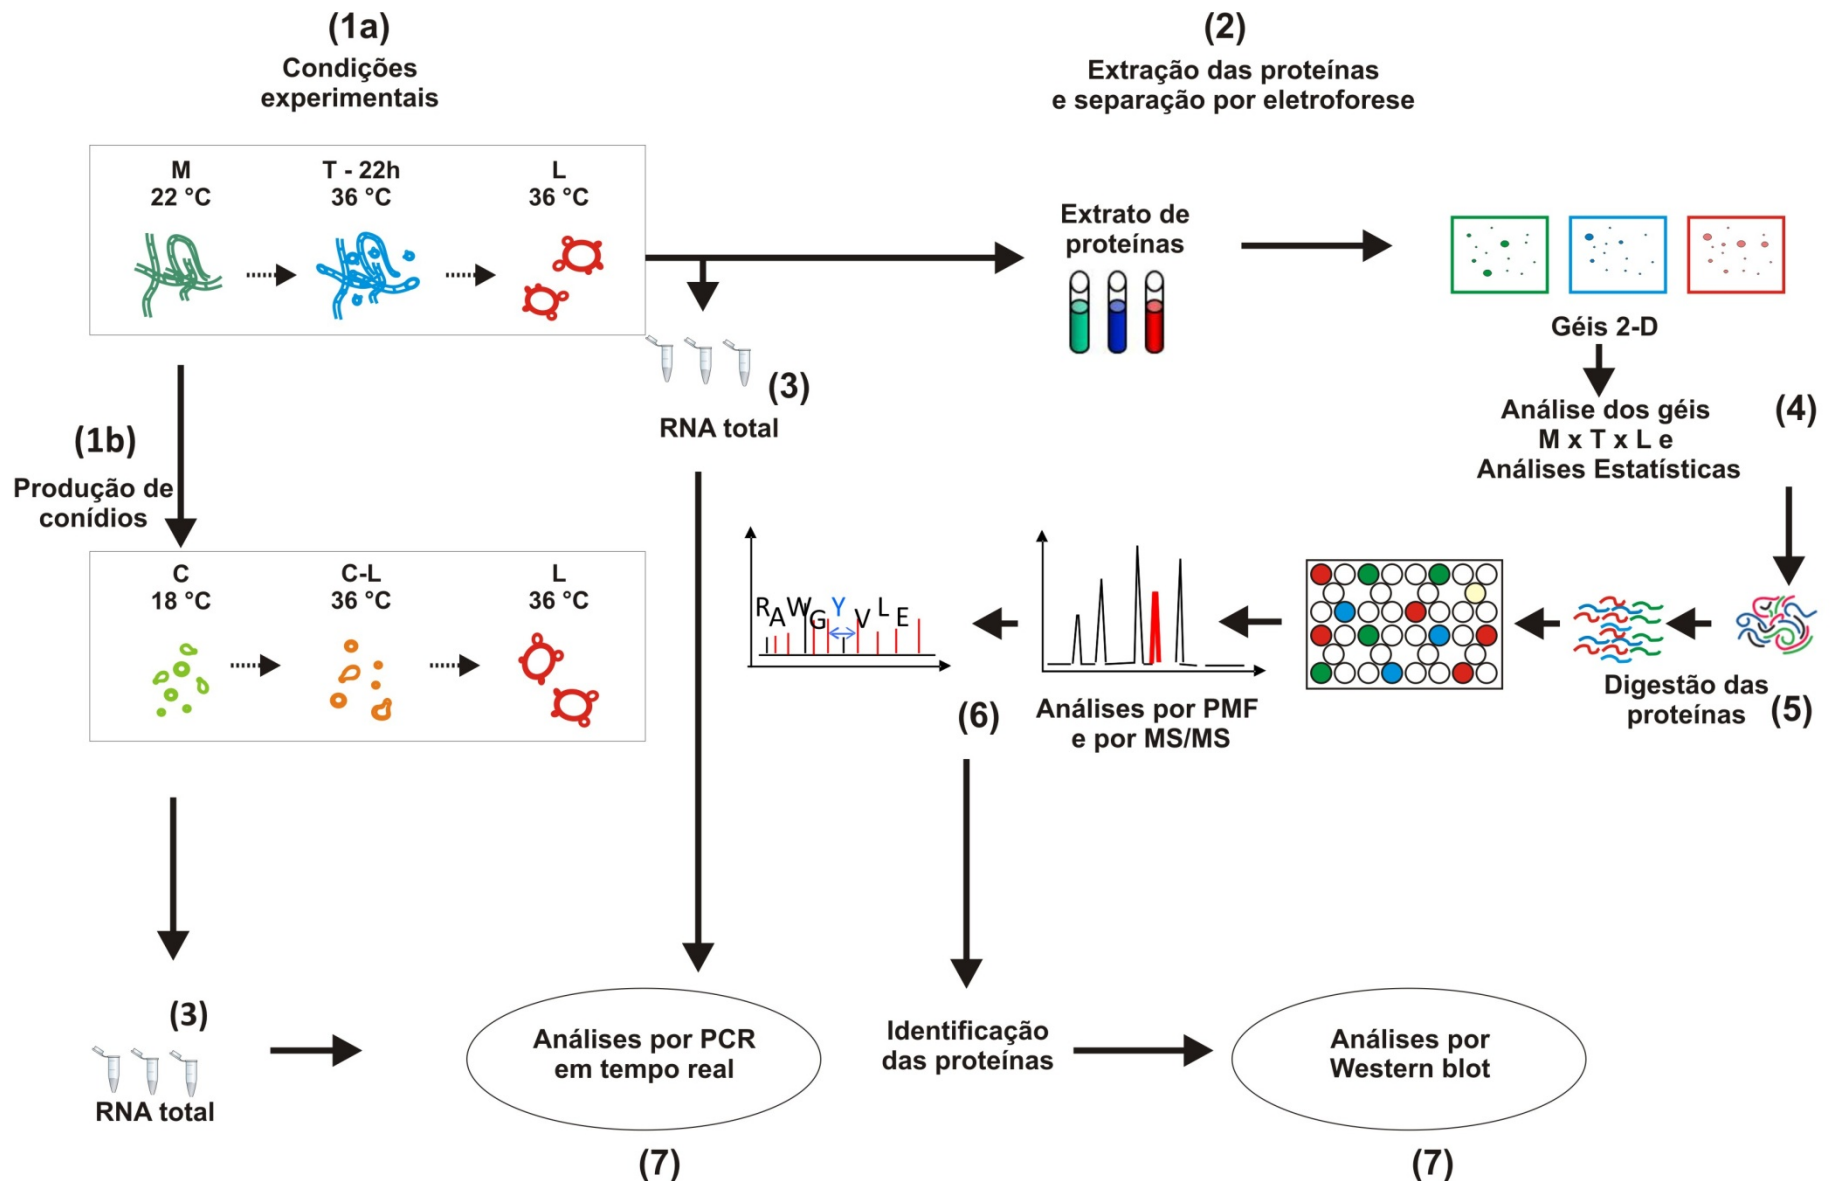 (1a)
Condições
experimentais
M
22 °C
T - 22h
36 °C
L
36 °C
(2)
Extração das proteínas
e separação por eletroforese
Extrato de
proteínas
Géis 2-D
(3)
RNA total
Análise dos géis
M x T x L e
Análises Estatísticas
(4)
(1b)
Produção de
conídios
C
18 °C
C-L
36 °C
L
36 °C
R A W G Y V L E
(6)
Análises por PMF
e por MS/MS
Digestão das
proteínas
(5)
(3)
RNA total
Análises por PCR
em tempo real
(7)
Identificação
das proteínas
Análises por
Western blot
(7)